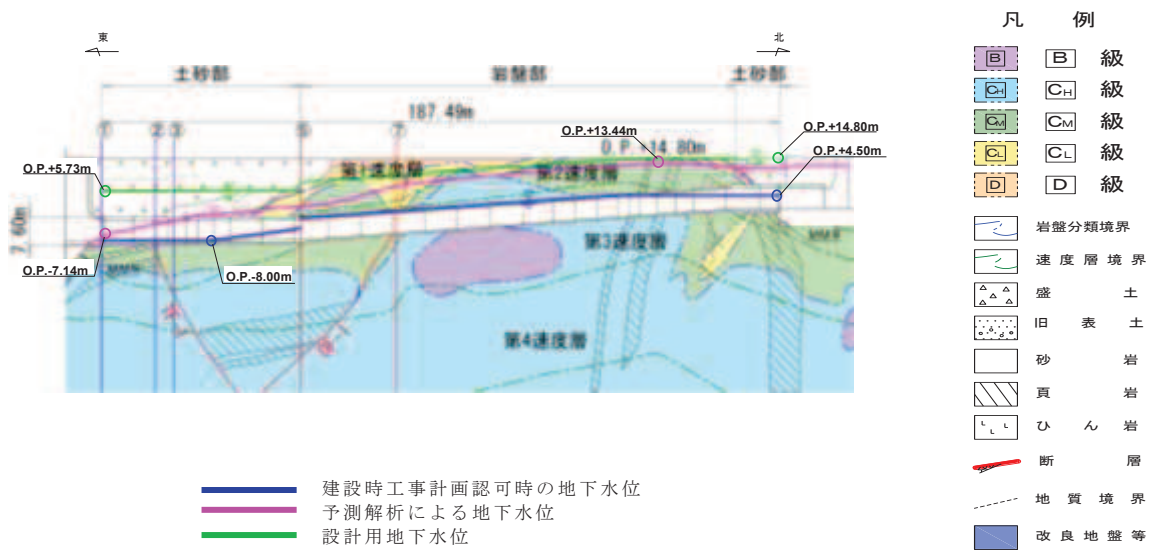 東
北
土砂部
岩盤部
土砂部
187.49m
①
②
③
⑦
O.P.+13.44m
O.P.+14.80m
O.P.+14.80m
O.P.+4.50m
O.P.+5.73m
第1速度層
第2速度層
7.60m
第3速度層
MMR
MMR
O.P.-7.14m
O.P.-8.00m
第4速度層
建設時工事計画認可時の地下水位
予測解析による地下水位
設計用地下水位
凡 例
B B 級
CH CH 級
CM CM 級
CL CL 級
D D 級
岩盤分類境界
速度層境界
盛 土
旧 表 土
砂 岩
頁 岩
ひ ん 岩
断 層
地質境界
改良地盤等